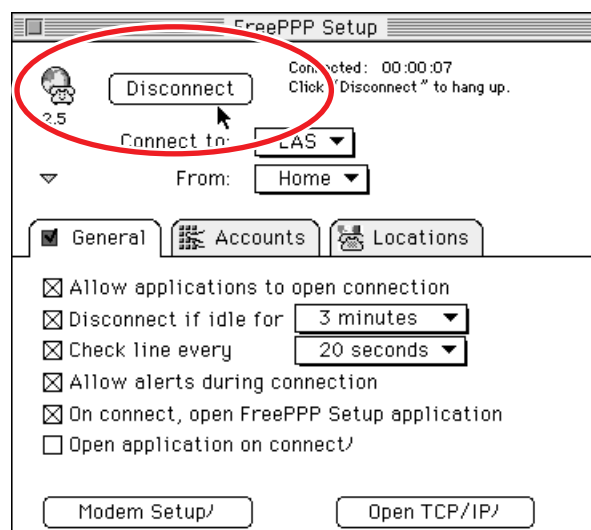 FreePPP Setup
Disconnect
Connected: 00:00:07
Click "Disconnect" to hang up.
2.5
Connect to:
EAS
From:
Home
General
Accounts
Locations
Allow applications to open connection
Disconnect if idle for
3 minutes
Check line every
20 seconds
Allow alerts during connection
On connect, open FreePPP Setup application
Open application on connect
Modem Setup
Open TCP/IP